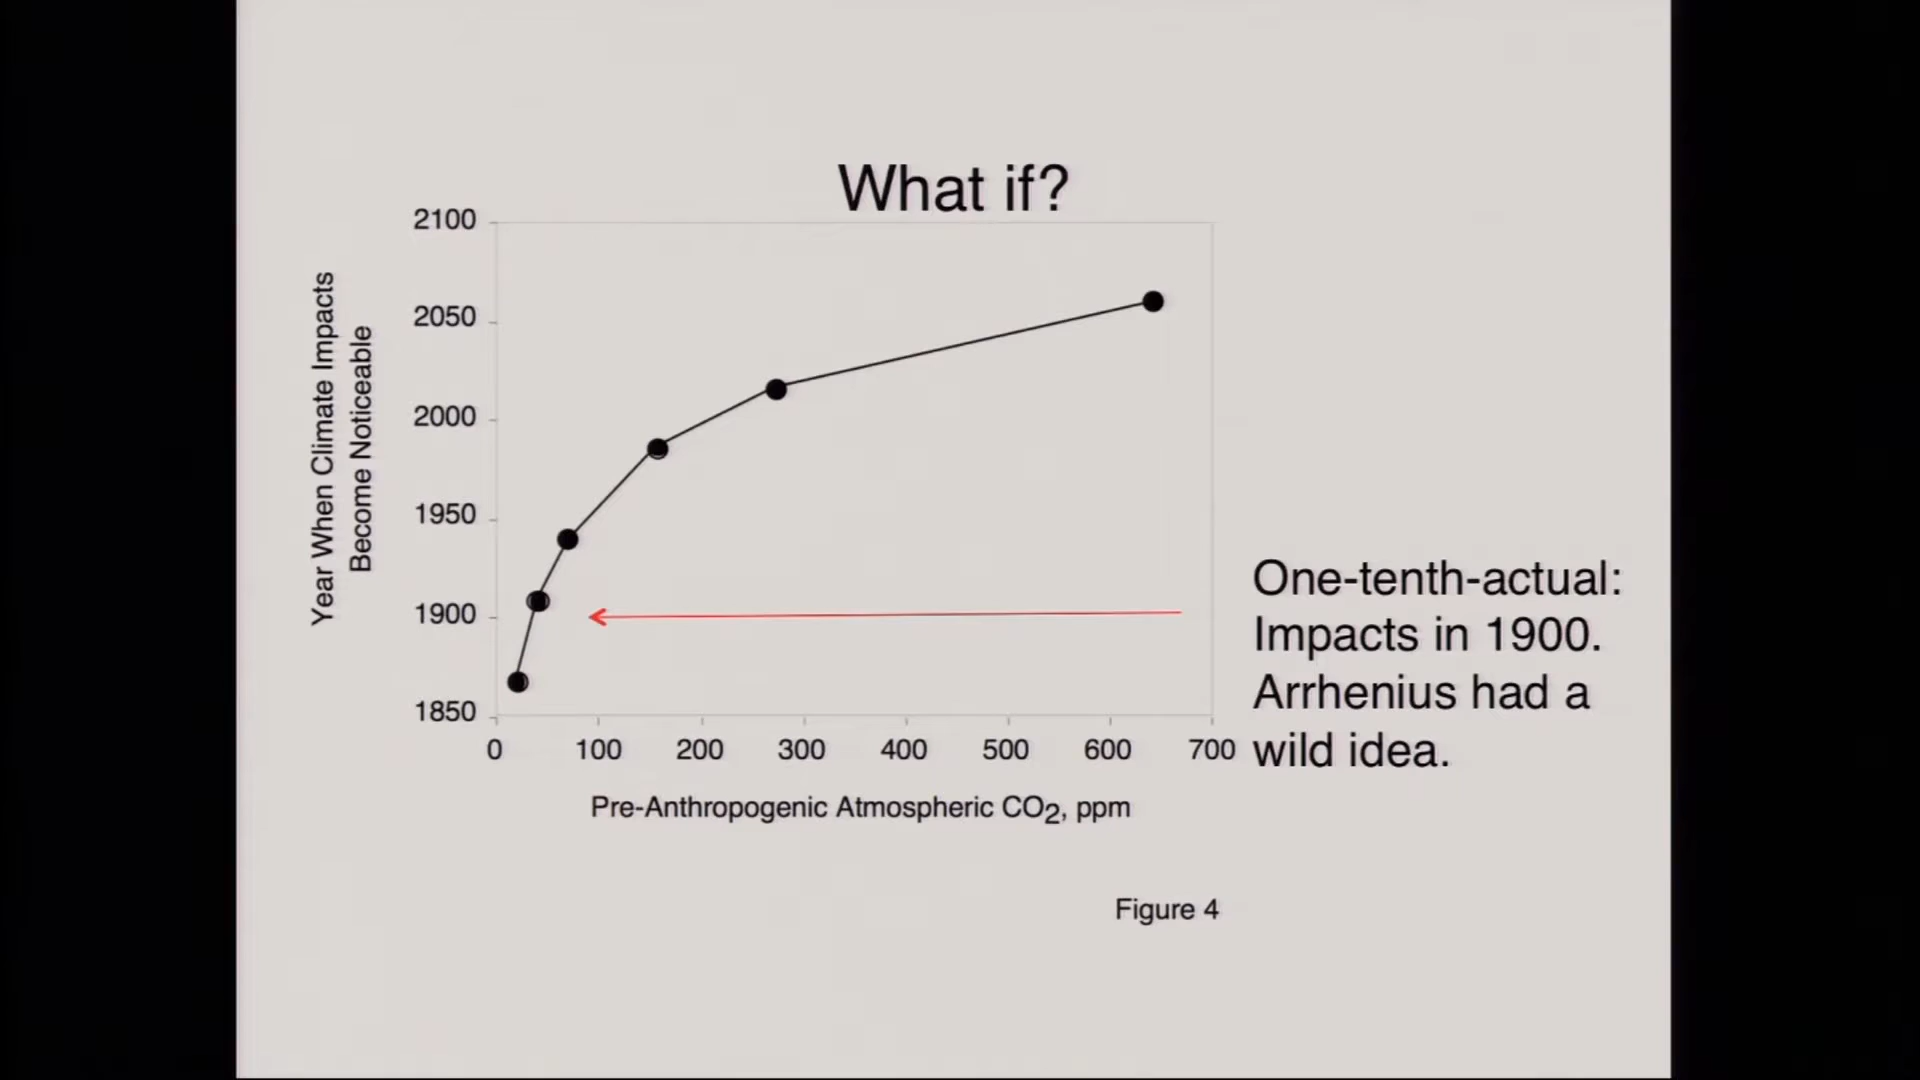 What if?
2100
2050
2000
1950
1900
1850
Year When Climate Impacts
Become Noticeable
0 100 200 300 400 500 600 700
Pre-Anthropogenic Atmospheric CO2, ppm
One-tenth-actual:
Impacts in 1900.
Arrhenius had a
wild idea.
Figure 4